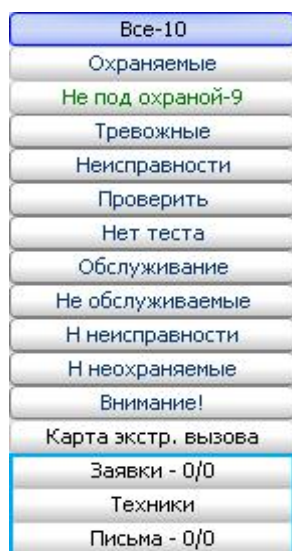 Все-10
Охраняемые
Не под охраной-9
Тревожные
Неисправности
Проверить
Нет теста
Обслуживание
Не обслуживаемые
Н неисправности
Н неохраняемые
Внимание!
Карта экстр. вызова
Заявки - 0/0
Техники
Письма - 0/0